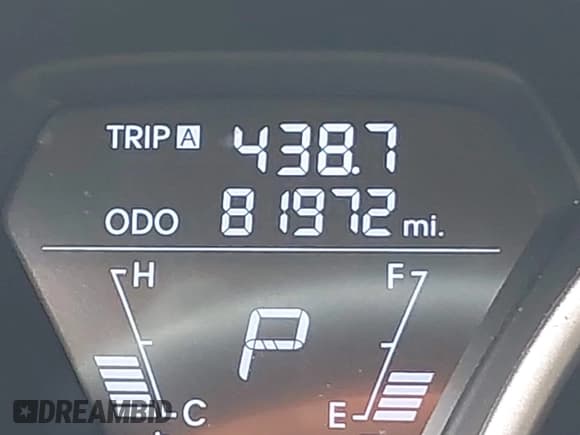 TRIP A 438.7
ODO 81972 mi.
H F
P
C E
DREAMBID